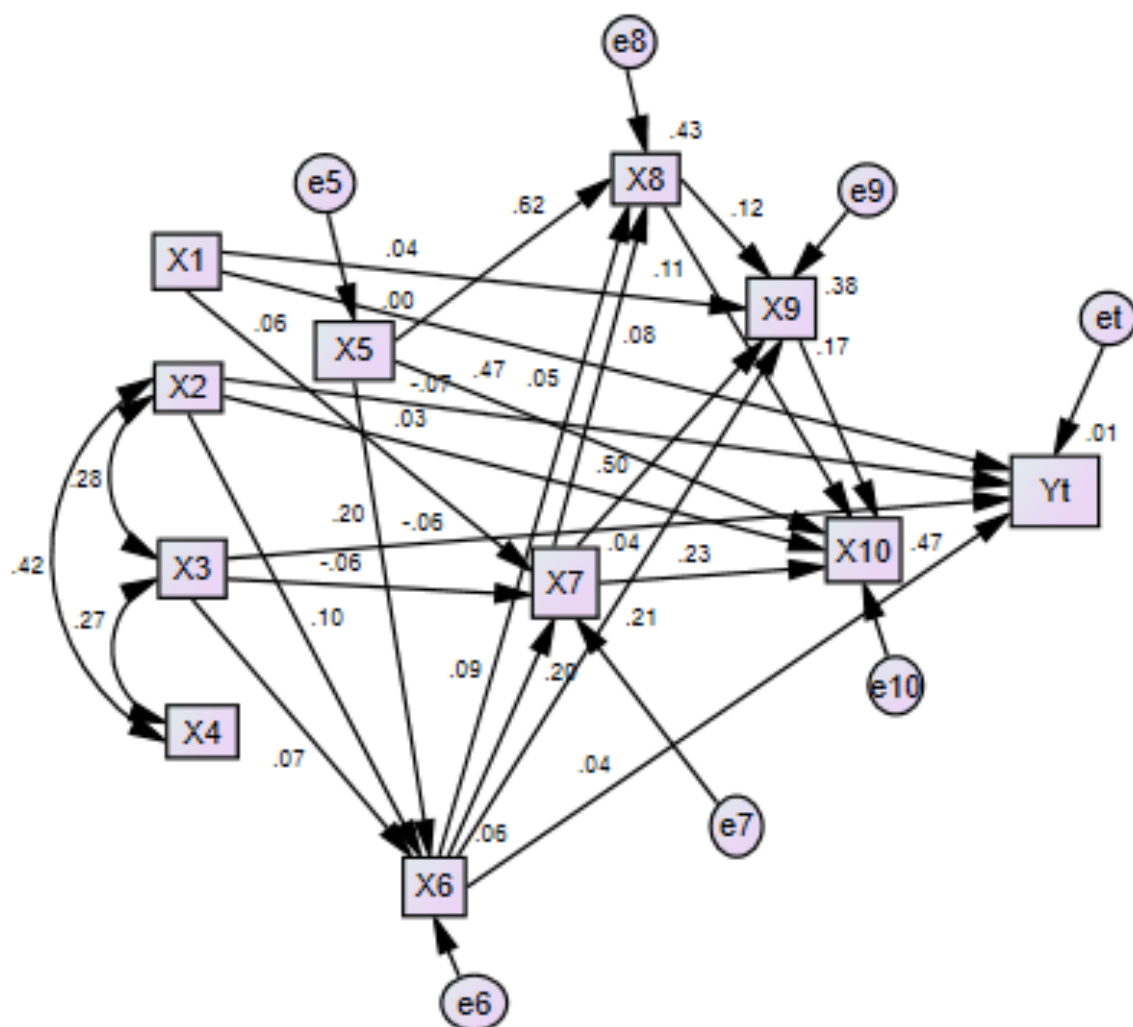 e8
.43
X8
e5
e9
.62
.12
X1
.04
.11
X9
.38
et
.00
.06
X5
.08
.17
X2
.47
.05
-.07
.03
.01
.28
.50
Yt
.20
-.06
.04
X10
.47
.42
X3
-.06
X7
.23
.27
.10
.21
.09
.20
e10
X4
.07
.04
.06
e7
X6
e6